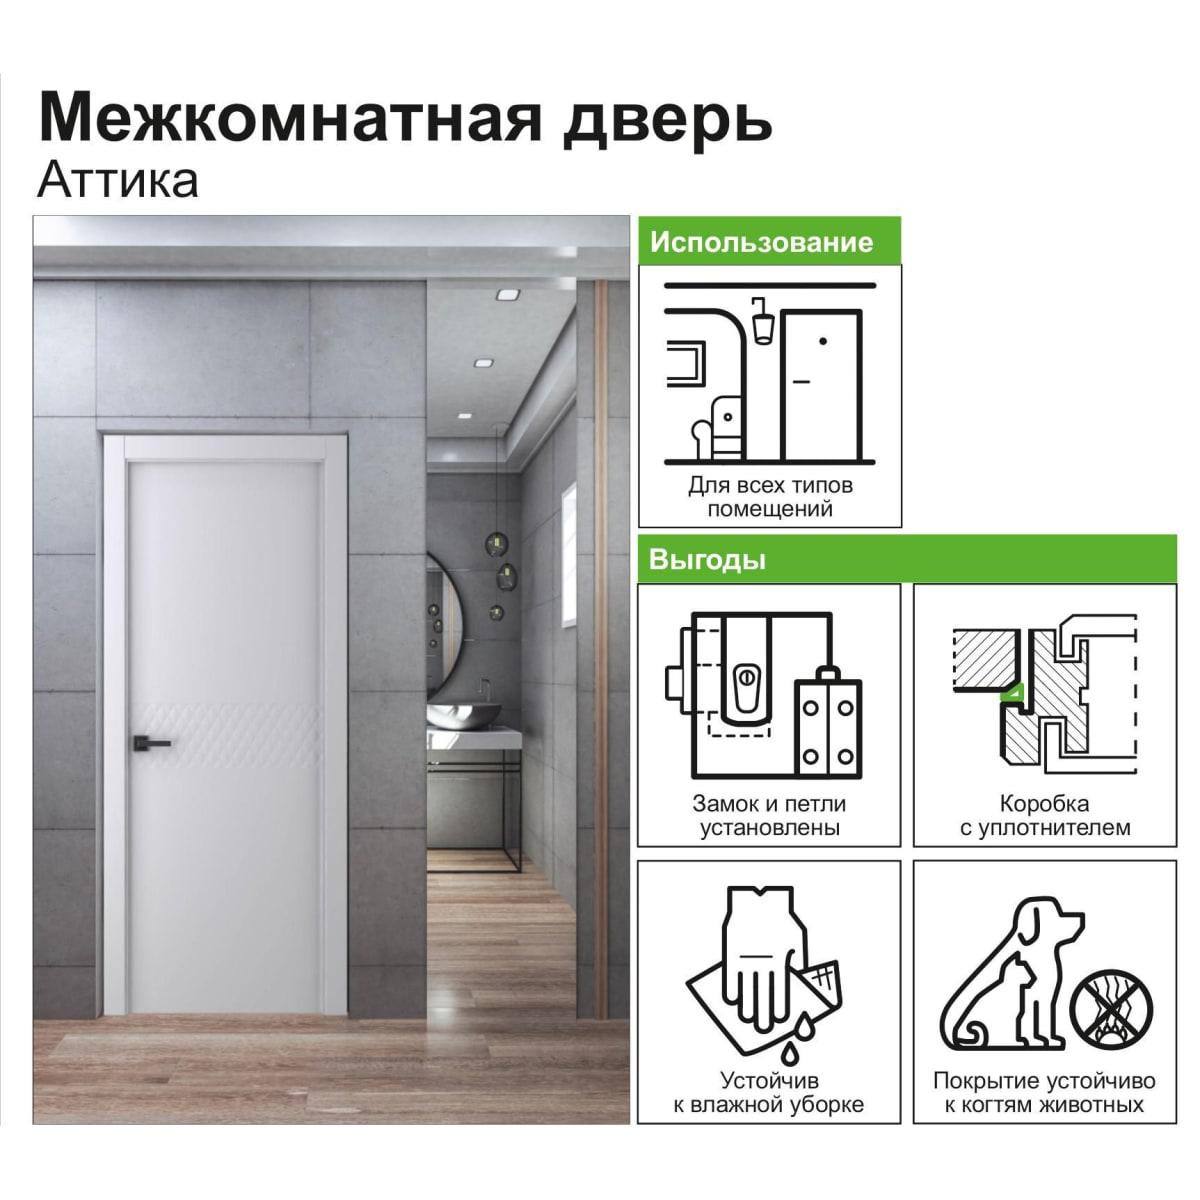 Межкомнатная дверь
Аттика
Использование
Для всех типов
помещений
Выгоды
Замок и петли
установлены
Коробка
с уплотнителем
Устойчив
к влажной уборке
Покрытие устойчиво
к когтям животных